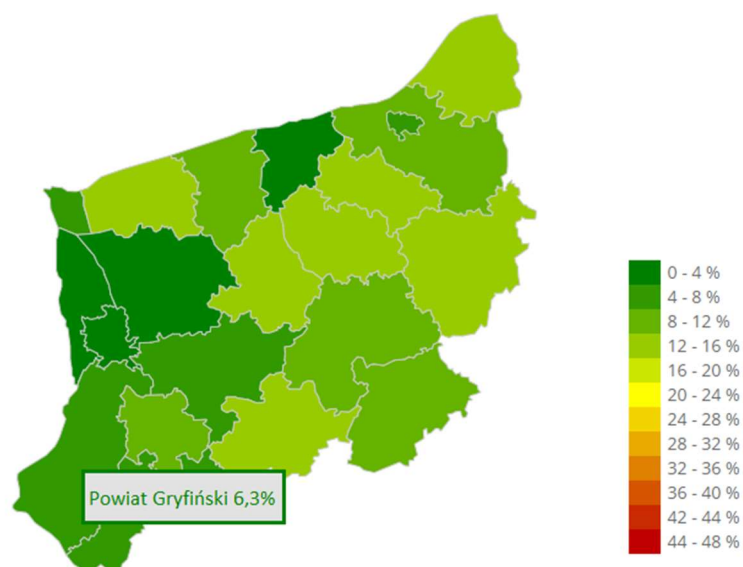 0 - 4 %
4 - 8 %
8 - 12 %
12 - 16 %
16 - 20 %
20 - 24 %
24 - 28 %
28 - 32 %
32 - 36 %
36 - 40 %
42 - 44 %
44 - 48 %
Powiat Gryfiński 6,3%